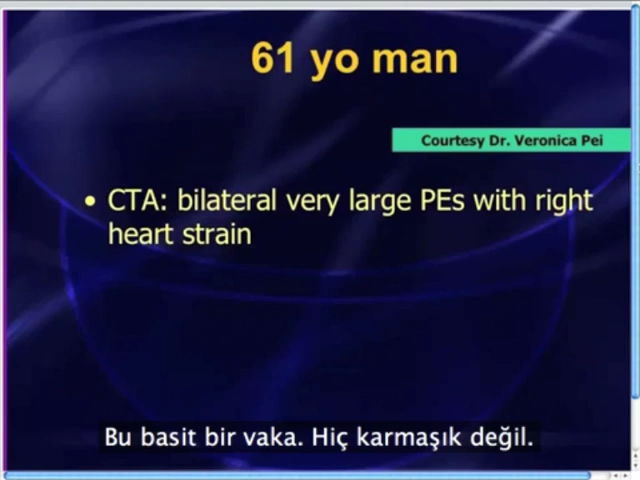 61 yo man
Courtesy Dr. Veronica Pei
• CTA: bilateral very large PEs with right
heart strain
Bu basit bir vaka. Hiç karmaşık değil.